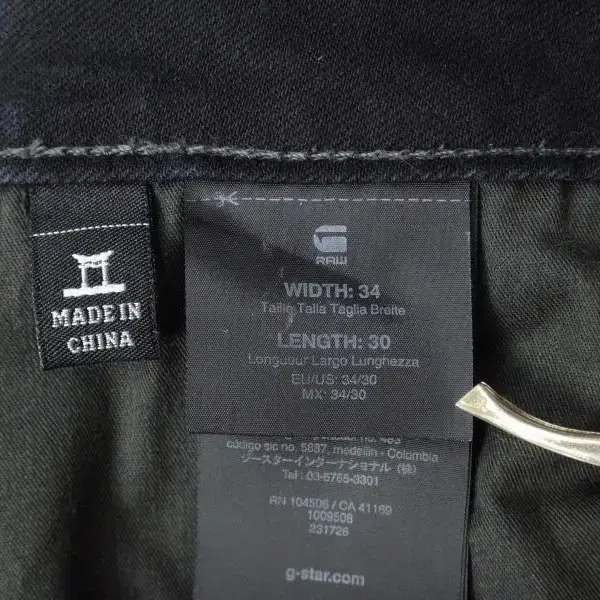 MADE IN
CHINA
RAW
WIDTH: 34
Taille Talla Taglia Breite
LENGTH: 30
Longueur Largo Lunghezza
EU/US: 34/30
MX: 34/30
código sic no. 5887, medellin - Colombia
ジースターインターナショナル (株)
Tel : 03-5765-3301
RN 104506 / CA 41169
1009508
231726
g-star.com